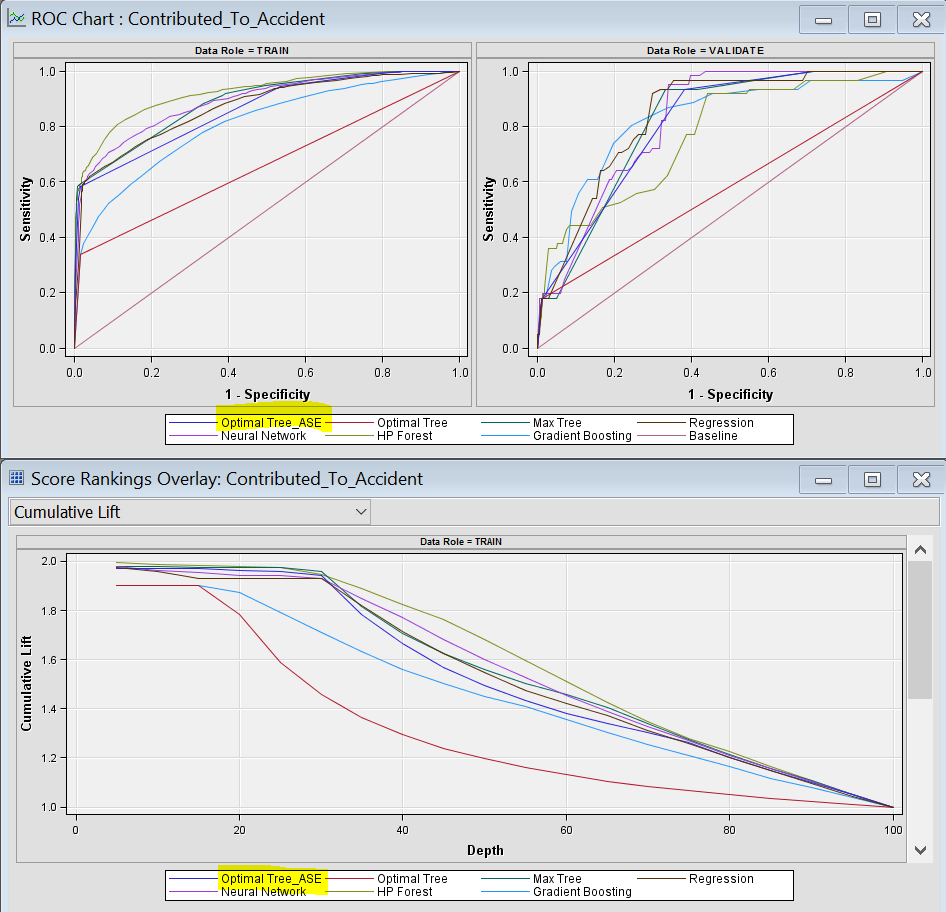 ROC Chart : Contributed_To_Accident
Data Role = TRAIN
Data Role = VALIDATE
1.0
0.8
0.6
0.4
0.2
0.0
Sensitivity
0.0 0.2 0.4 0.6 0.8 1.0
1 - Specificity
1.0
0.8
0.6
0.4
0.2
0.0
Sensitivity
0.0 0.2 0.4 0.6 0.8 1.0
1 - Specificity
Optimal Tree_ASE Optimal Tree Max Tree Regression
Neural Network HP Forest Gradient Boosting Baseline
Score Rankings Overlay: Contributed_To_Accident
Cumulative Lift
Data Role = TRAIN
2.0
1.8
1.6
1.4
1.2
1.0
Cumulative Lift
0 20 40 60 80 100
Depth
Optimal Tree_ASE Optimal Tree Max Tree Regression
Neural Network HP Forest Gradient Boosting